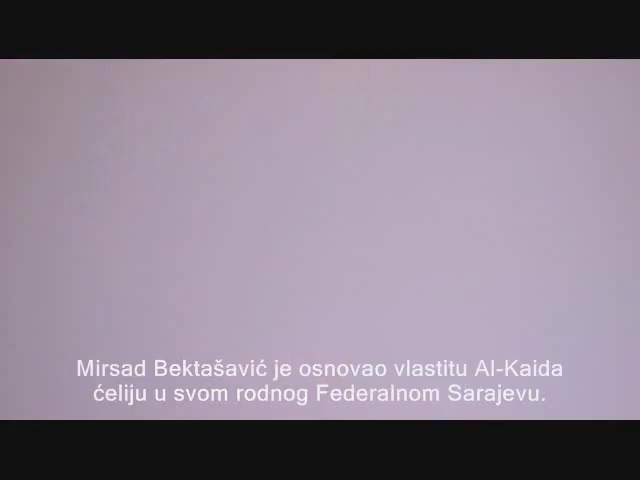 Mirsad Bektašavić je osnovao vlastitu Al-Kaida
ćeliju u svom rodnog Federalnom Sarajevu.